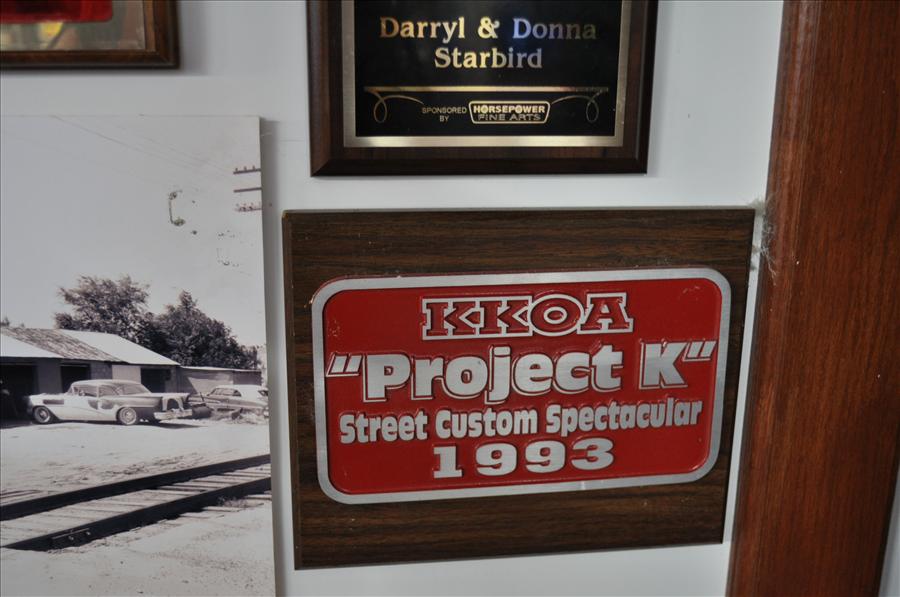 Darryl & Donna
Starbird
SPONSORED
BY
HORSEPOWER
FINE ARTS
KKOA
"Project K"
Street Custom Spectacular
1993